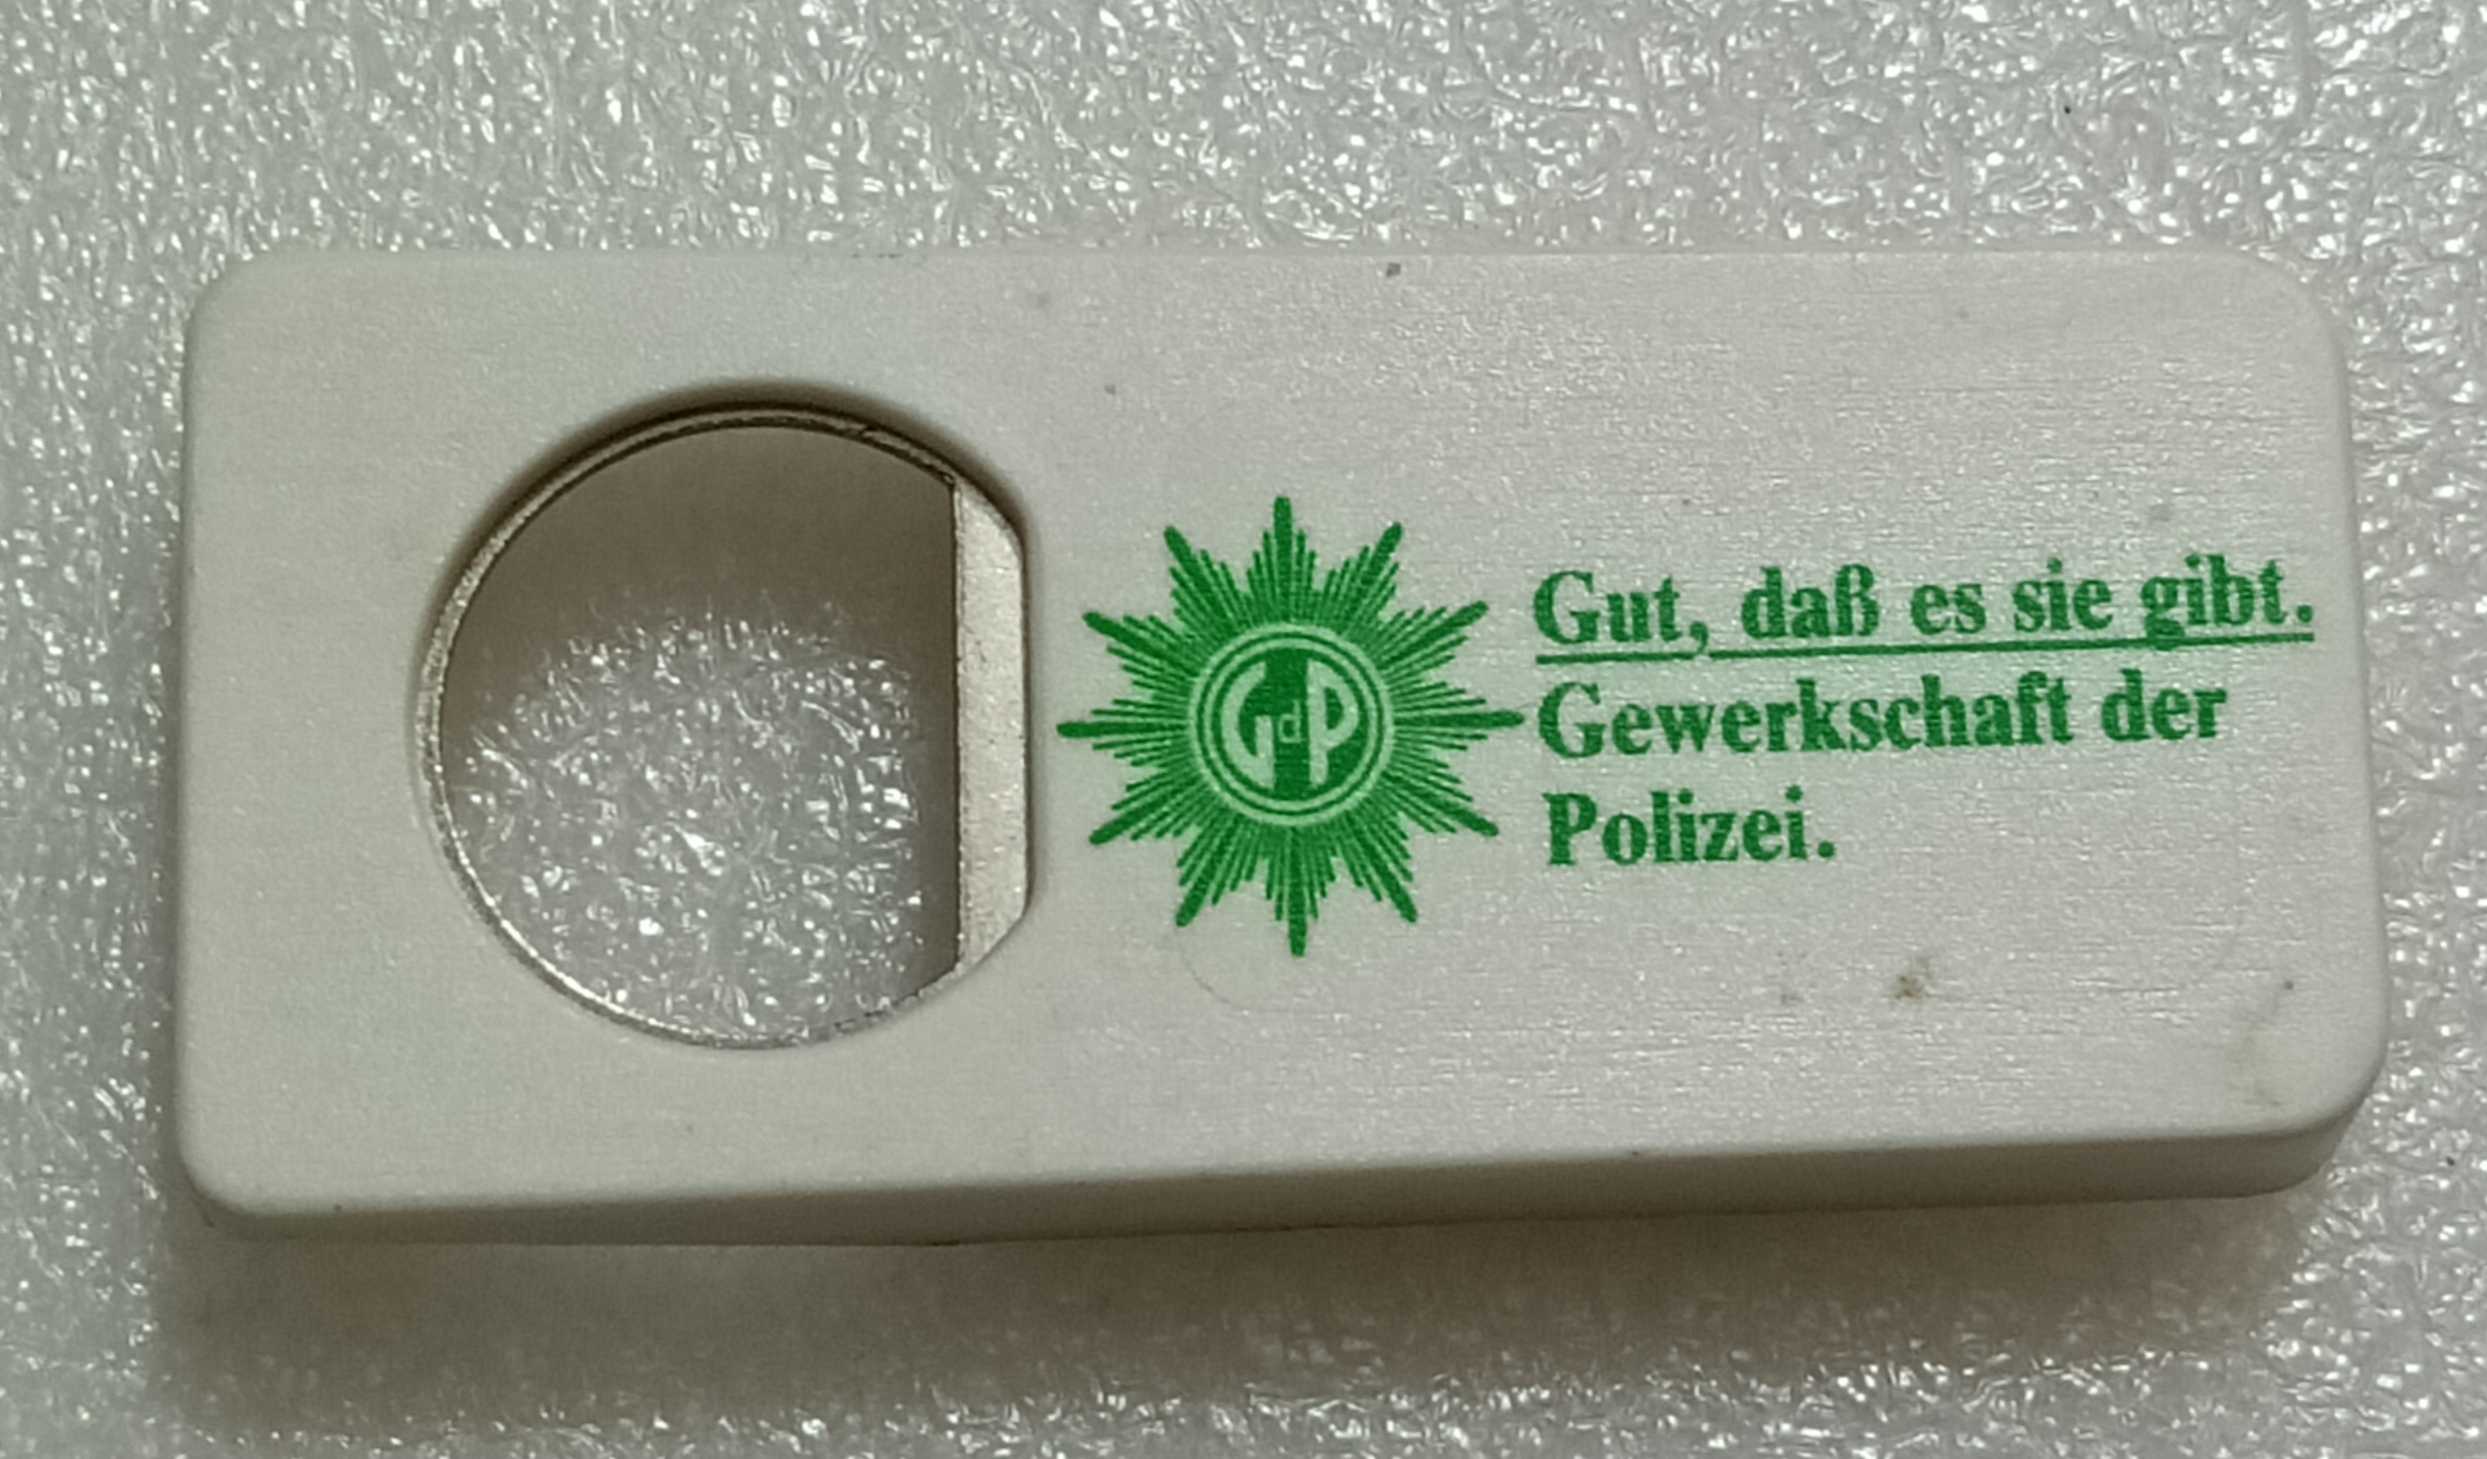 GdP
Gut, daß es sie gibt.
Gewerkschaft der
Polizei.